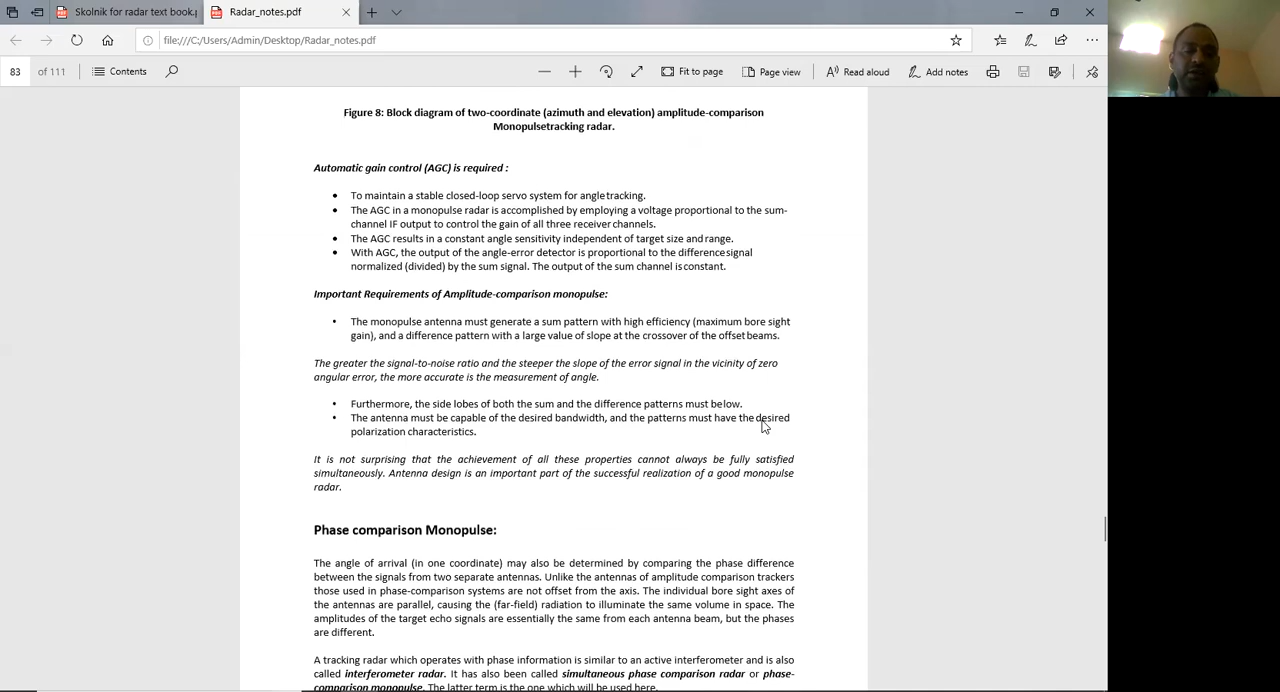 Skolnik for radar text book.p
Radar_notes.pdf
file:///C:/Users/Admin/Desktop/Radar_notes.pdf
83 of 111 Contents Fit to page Page view Read aloud Add notes
Figure 8: Block diagram of two-coordinate (azimuth and elevation) amplitude-comparison
Monopulsetracking radar.
Automatic gain control (AGC) is required :
• To maintain a stable closed-loop servo system for angletracking.
• The AGC in a monopulse radar is accomplished by employing a voltage proportional to the sum-
channel IF output to control the gain of all three receiver channels.
• The AGC results in a constant angle sensitivity independent of target size and range.
• With AGC, the output of the angle-error detector is proportional to the differencesignal
normalized (divided) by the sum signal. The output of the sum channel is constant.
Important Requirements of Amplitude-comparison monopulse:
• The monopulse antenna must generate a sum pattern with high efficiency (maximum bore sight
gain), and a difference pattern with a large value of slope at the crossover of the offset beams.
The greater the signal-to-noise ratio and the steeper the slope of the error signal in the vicinity of zero
angular error, the more accurate is the measurement of angle.
• Furthermore, the side lobes of both the sum and the difference patterns must below.
• The antenna must be capable of the desired bandwidth, and the patterns must have the desired
polarization characteristics.
It is not surprising that the achievement of all these properties cannot always be fully satisfied
simultaneously. Antenna design is an important part of the successful realization of a good monopulse
radar.
Phase comparison Monopulse:
The angle of arrival (in one coordinate) may also be determined by comparing the phase difference
between the signals from two separate antennas. Unlike the antennas of amplitude comparison trackers
those used in phase-comparison systems are not offset from the axis. The individual bore sight axes of
the antennas are parallel, causing the (far-field) radiation to illuminate the same volume in space. The
amplitudes of the target echo signals are essentially the same from each antenna beam, but the phases
are different.
A tracking radar which operates with phase information is similar to an active interferometer and is also
called interferometer radar. It has also been called simultaneous phase comparison radar or phase-
comparison monopulse. The latter term is the one which will be used here.